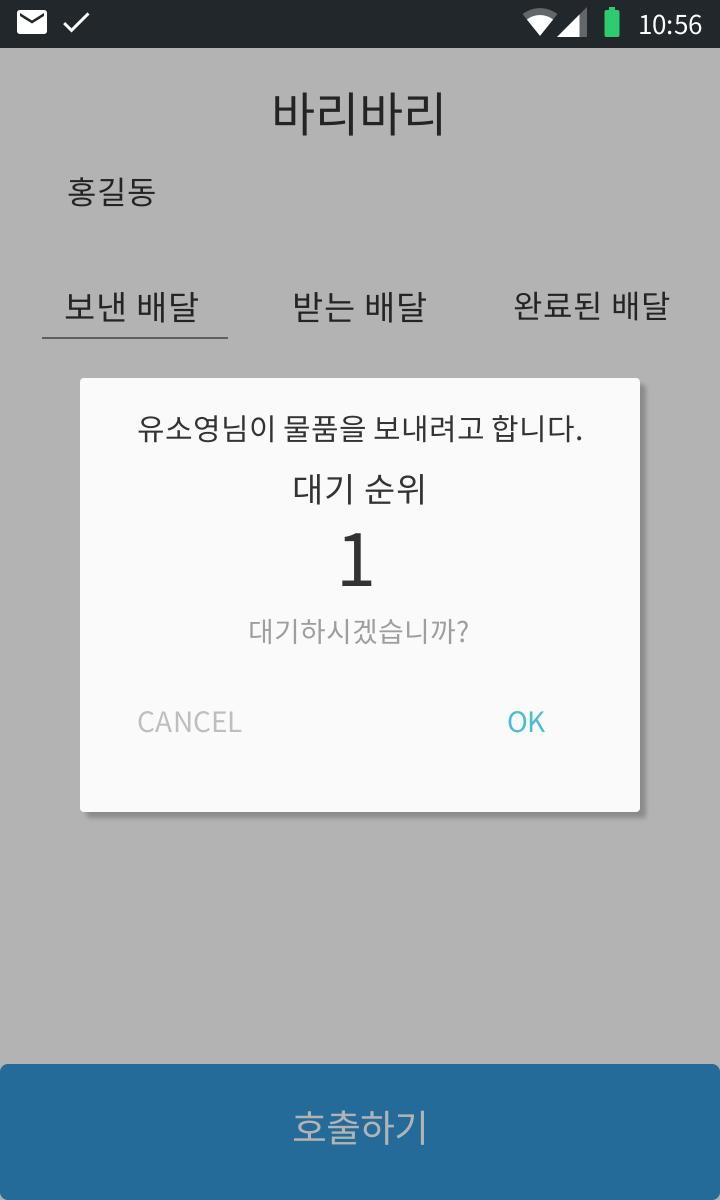 10:56
바리바리
홍길동
보낸 배달 받는 배달 완료된 배달
유소영님이 물품을 보내려고 합니다.
대기 순위
1
대기하시겠습니까?
CANCEL OK
호출하기